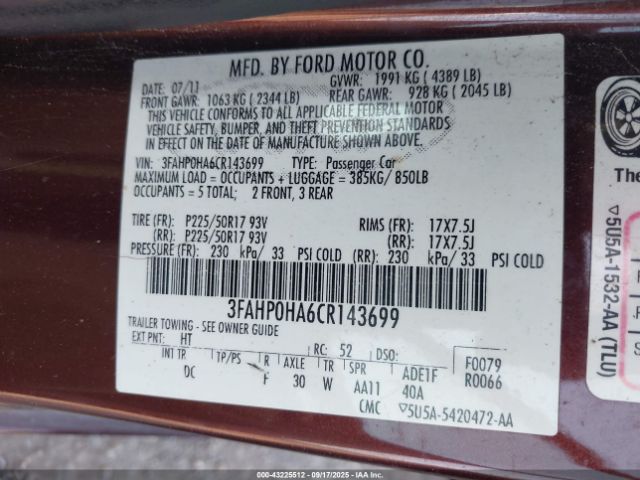 MFD. BY FORD MOTOR CO.
DATE: 07/11 GVWR: 1991 KG ( 4389 LB)
FRONT GAWR: 1063 KG ( 2344 LB) REAR GAWR: 928 KG ( 2045 LB)
THIS VEHICLE CONFORMS TO ALL APPLICABLE FEDERAL MOTOR
VEHICLE SAFETY, BUMPER, AND THEFT PREVENTION STANDARDS
IN EFFECT ON THE DATE OF MANUFACTURE SHOWN ABOVE.
VIN: 3FAHP0HA6CR143699 TYPE: Passenger Car
MAXIMUM LOAD = OCCUPANTS + LUGGAGE = 385KG/ 850LB
OCCUPANTS = 5 TOTAL; 2 FRONT, 3 REAR
TIRE (FR): P225/50R17 93V RIMS (FR): 17X7.5J
(RR): P225/50R17 93V (RR): 17X7.5J
PRESSURE (FR): 230 kPa/ 33 PSI COLD (RR): 230 kPa/ 33 PSI COLD
3FAHP0HA6CR143699
TRAILER TOWING - SEE OWNER GUIDE
EXT PNT: HT RC: 52 DSO: F0079
INT TR TP/PS R AXLE TR SPR ADE1F R0066
DC F 30 W AA11 40A
CMC ▽5U5A-5420472-AA
The
▽5U5A-1532-AA (TLU)
000-43225512 - 09/17/2025 - IAAI.CA